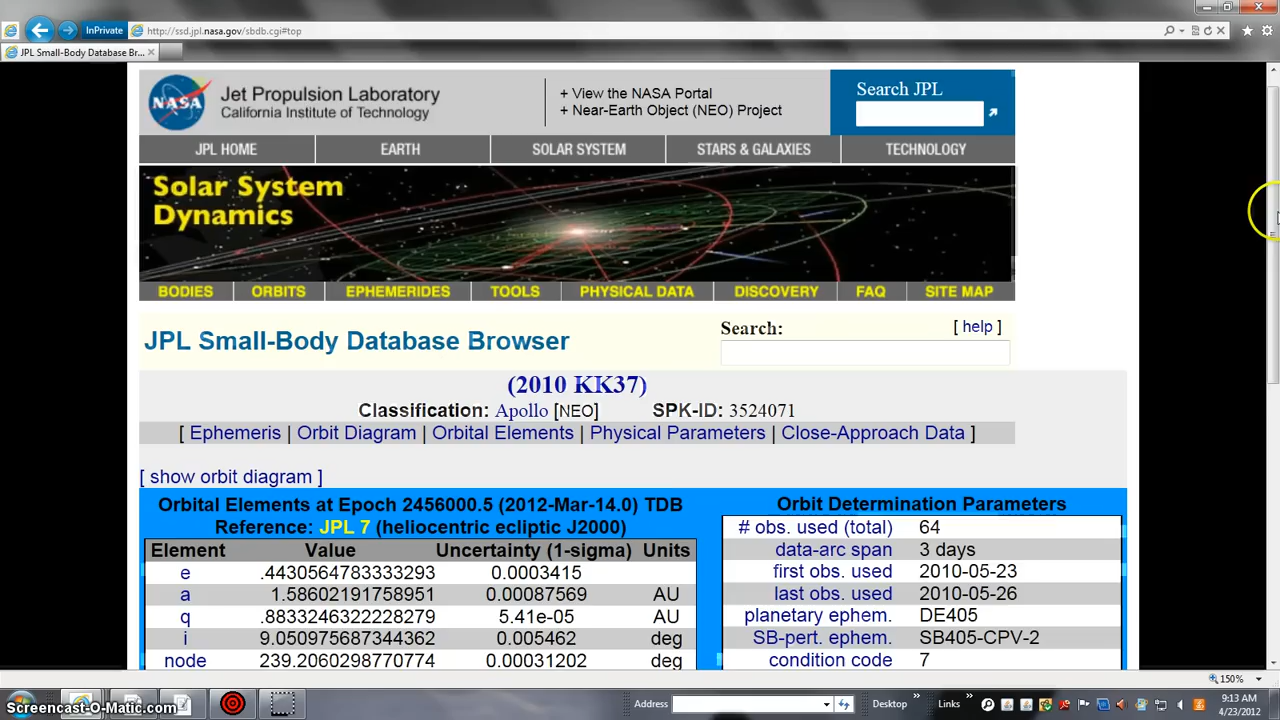 InPrivate
http://ssd.jpl.nasa.gov/sbdb.cgi#top
JPL Small-Body Database Br...
NASA
Jet Propulsion Laboratory
California Institute of Technology
+ View the NASA Portal
+ Near-Earth Object (NEO) Project
Search JPL
JPL HOME EARTH SOLAR SYSTEM STARS & GALAXIES TECHNOLOGY
Solar System
Dynamics
BODIES ORBITS EPHEMERIDES TOOLS PHYSICAL DATA DISCOVERY FAQ SITE MAP
JPL Small-Body Database Browser
Search: [ help ]
(2010 KK37)
Classification: Apollo [NEO] SPK-ID: 3524071
[ Ephemeris | Orbit Diagram | Orbital Elements | Physical Parameters | Close-Approach Data ]
[ show orbit diagram ]
Orbital Elements at Epoch 2456000.5 (2012-Mar-14.0) TDB
Reference: JPL 7 (heliocentric ecliptic J2000)
Element Value Uncertainty (1-sigma) Units
e .4430564783333293 0.0003415
a 1.58602191758951 0.00087569 AU
q .8833246322228279 5.41e-05 AU
i 9.050975687344362 0.005462 deg
node 239.2060298770774 0.00031202 deg
Orbit Determination Parameters
# obs. used (total) 64
data-arc span 3 days
first obs. used 2010-05-23
last obs. used 2010-05-26
planetary ephem. DE405
SB-pert. ephem. SB405-CPV-2
condition code 7
150%
Screencast-O-Matic.com
Address
Desktop
Links
9:13 AM
4/23/2012